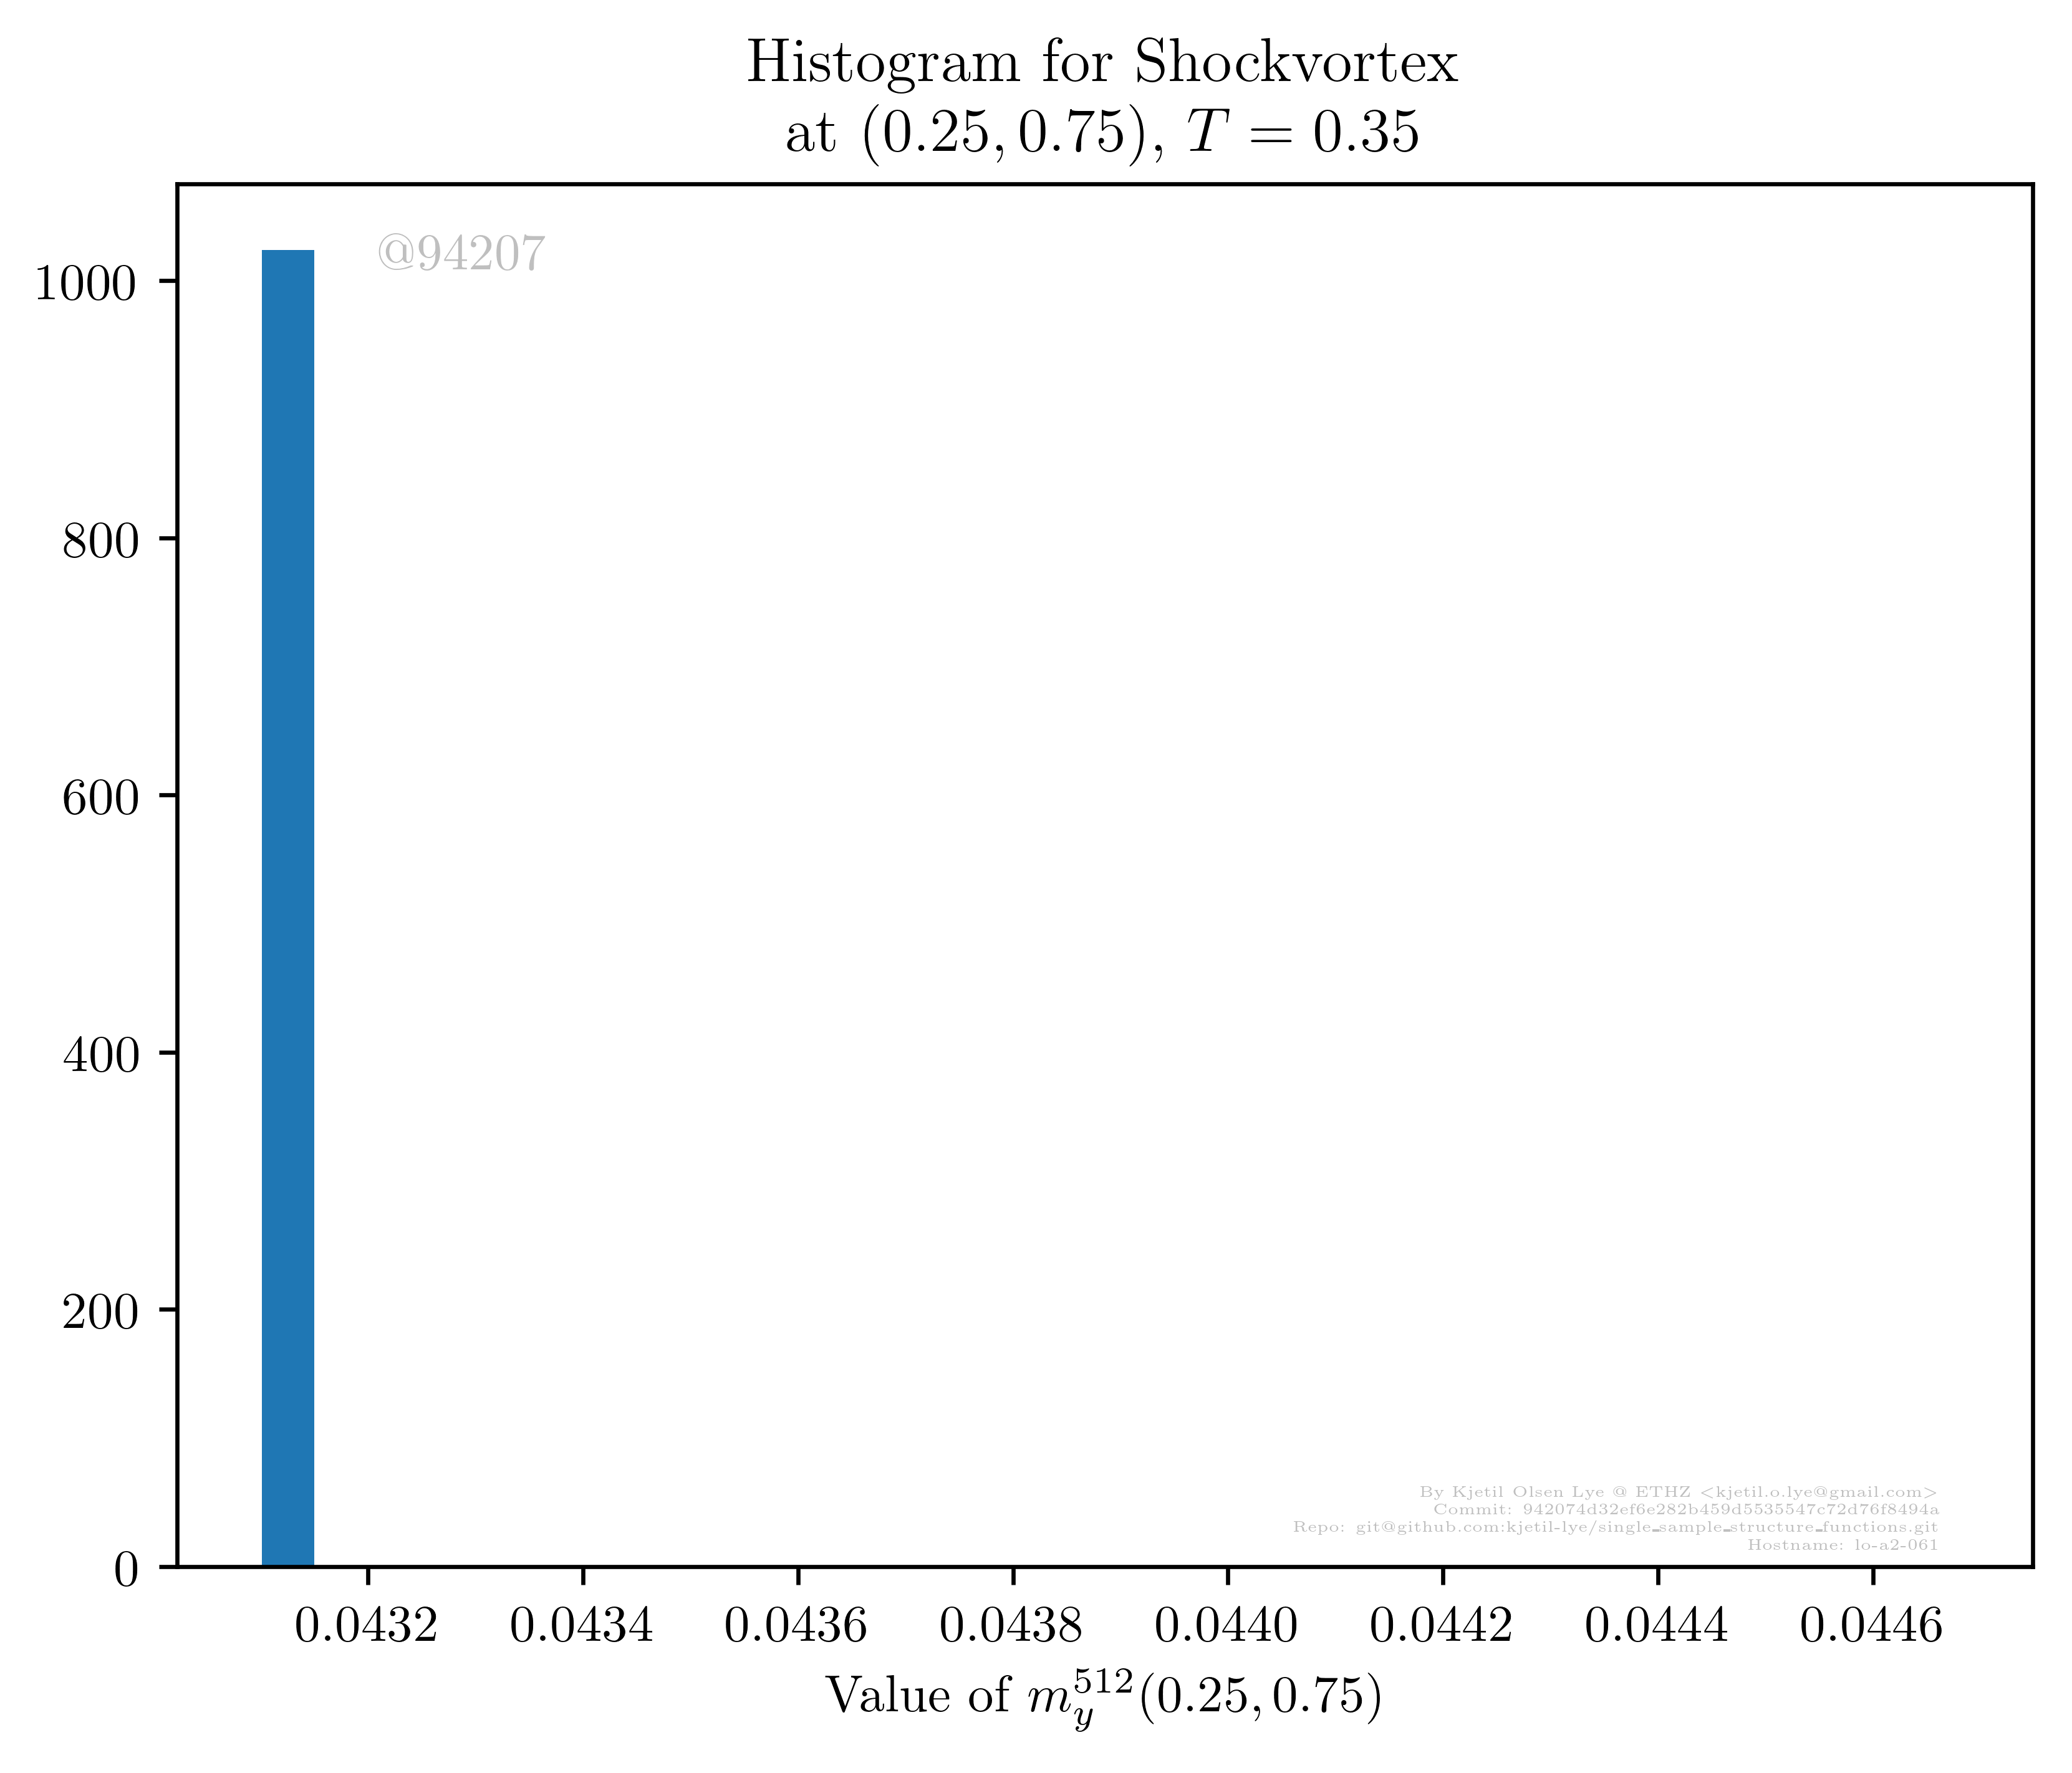 Histogram for Shockvortex
at (0.25, 0.75), T = 0.35
@94207
1000
800
600
400
200
0
By Kjetil Olsen Lye @ ETHZ <kjetil.o.lye@gmail.com>
Commit: 942074d32ef6e282b459d5535547c72d76f8494a
Repo: git@github.com:kjetil-lye/single_sample_structure_functions.git
Hostname: lo-a2-061
0.0432 0.0434 0.0436 0.0438 0.0440 0.0442 0.0444 0.0446
Value of m_y^512(0.25, 0.75)